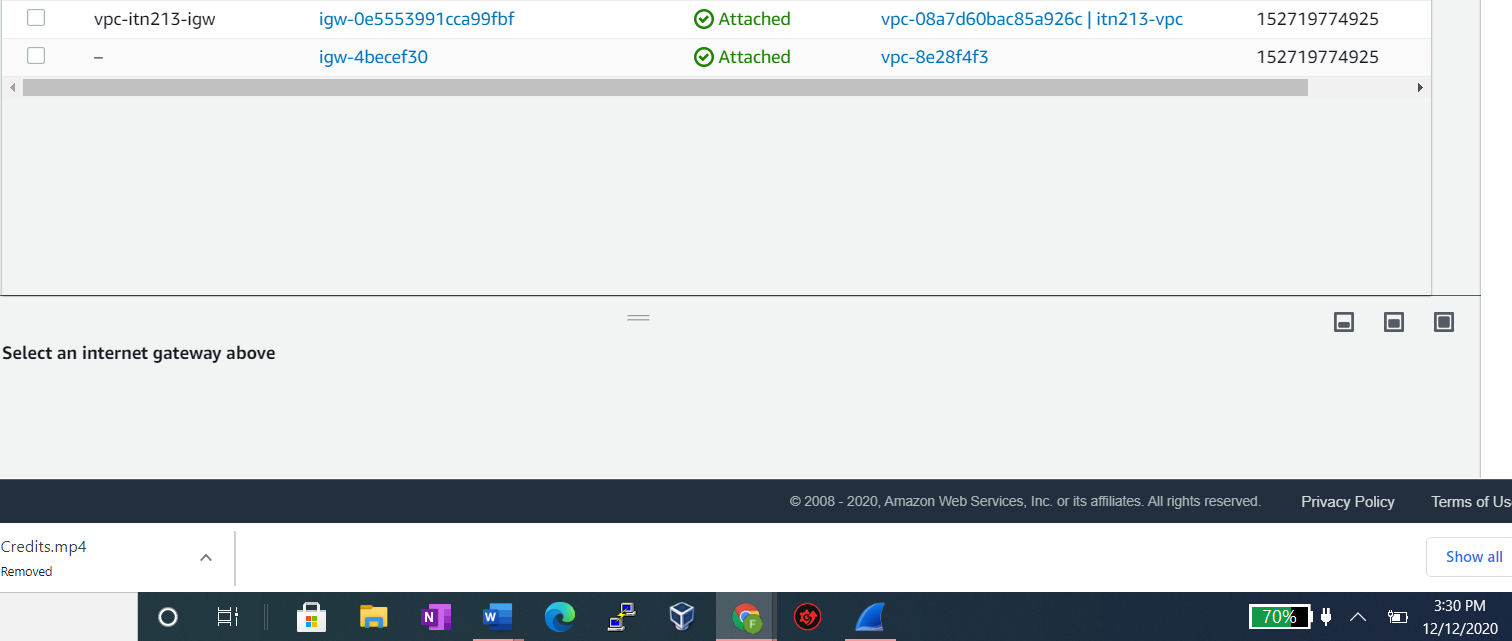 vpc-itn213-igw igw-0e5553991cca99fbf Attached vpc-08a7d60bac85a926c | itn213-vpc 152719774925
– igw-4becef30 Attached vpc-8e28f4f3 152719774925
Select an internet gateway above
© 2008 - 2020, Amazon Web Services, Inc. or its affiliates. All rights reserved. Privacy Policy Terms of Us
Credits.mp4
Removed
Show all
N W F 70% 3:30 PM
12/12/2020